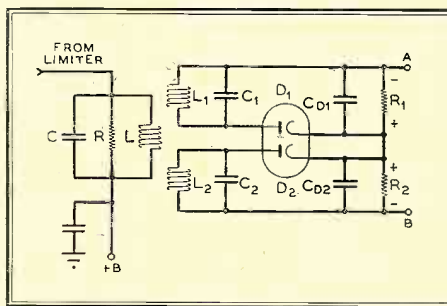 FROM
LIMITER
C
R
L
+B
L1
C1
D1
CD1
R1
A
−
+
L2
C2
D2
CD2
R2
+
−
B